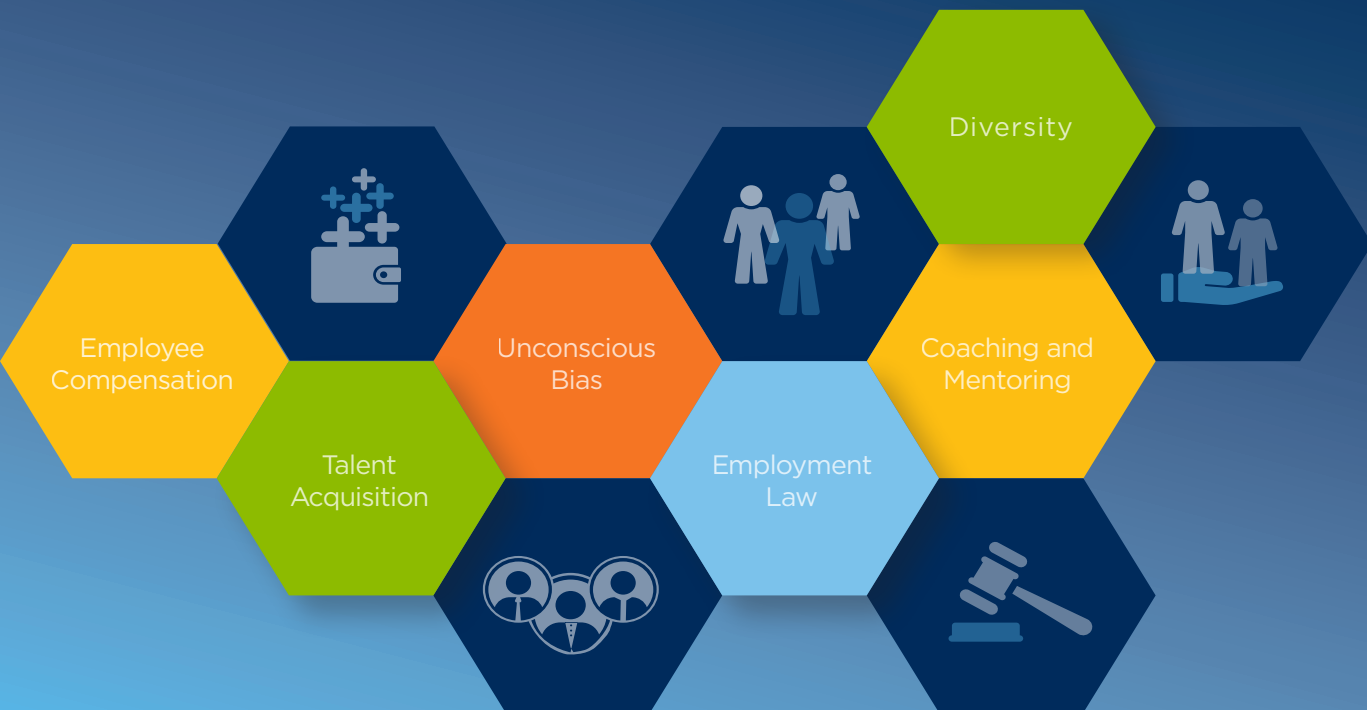 Diversity
Employee
Compensation
Unconscious
Bias
Coaching and
Mentoring
Talent
Acquisition
Employment
Law